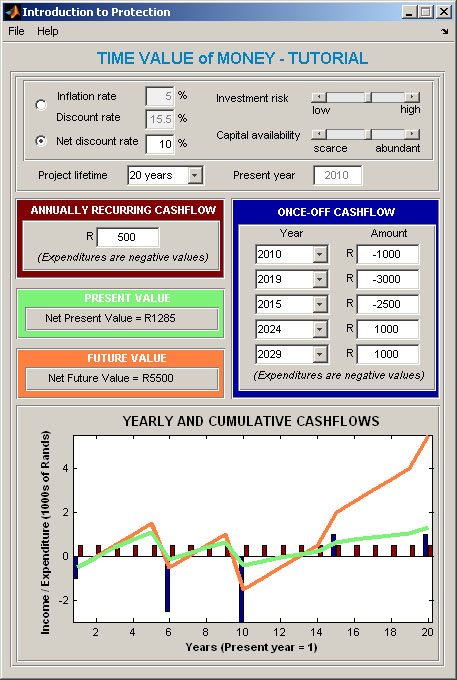 Introduction to Protection
File Help
TIME VALUE of MONEY - TUTORIAL
Inflation rate 5 %
Discount rate 15.5 %
Net discount rate 10 %
Investment risk
low high
Capital availability
scarce abundant
Project lifetime 20 years Present year 2010
ANNUALLY RECURRING CASHFLOW
R 500
(Expenditures are negative values)
PRESENT VALUE
Net Present Value = R1285
FUTURE VALUE
Net Future Value = R5500
ONCE-OFF CASHFLOW
Year Amount
2010 R -1000
2019 R -3000
2015 R -2500
2024 R 1000
2029 R 1000
(Expenditures are negative values)
YEARLY AND CUMULATIVE CASHFLOWS
Income / Expenditure (1000s of Rands)
4
2
0
-2
2 4 6 8 10 12 14 16 18 20
Years (Present year = 1)